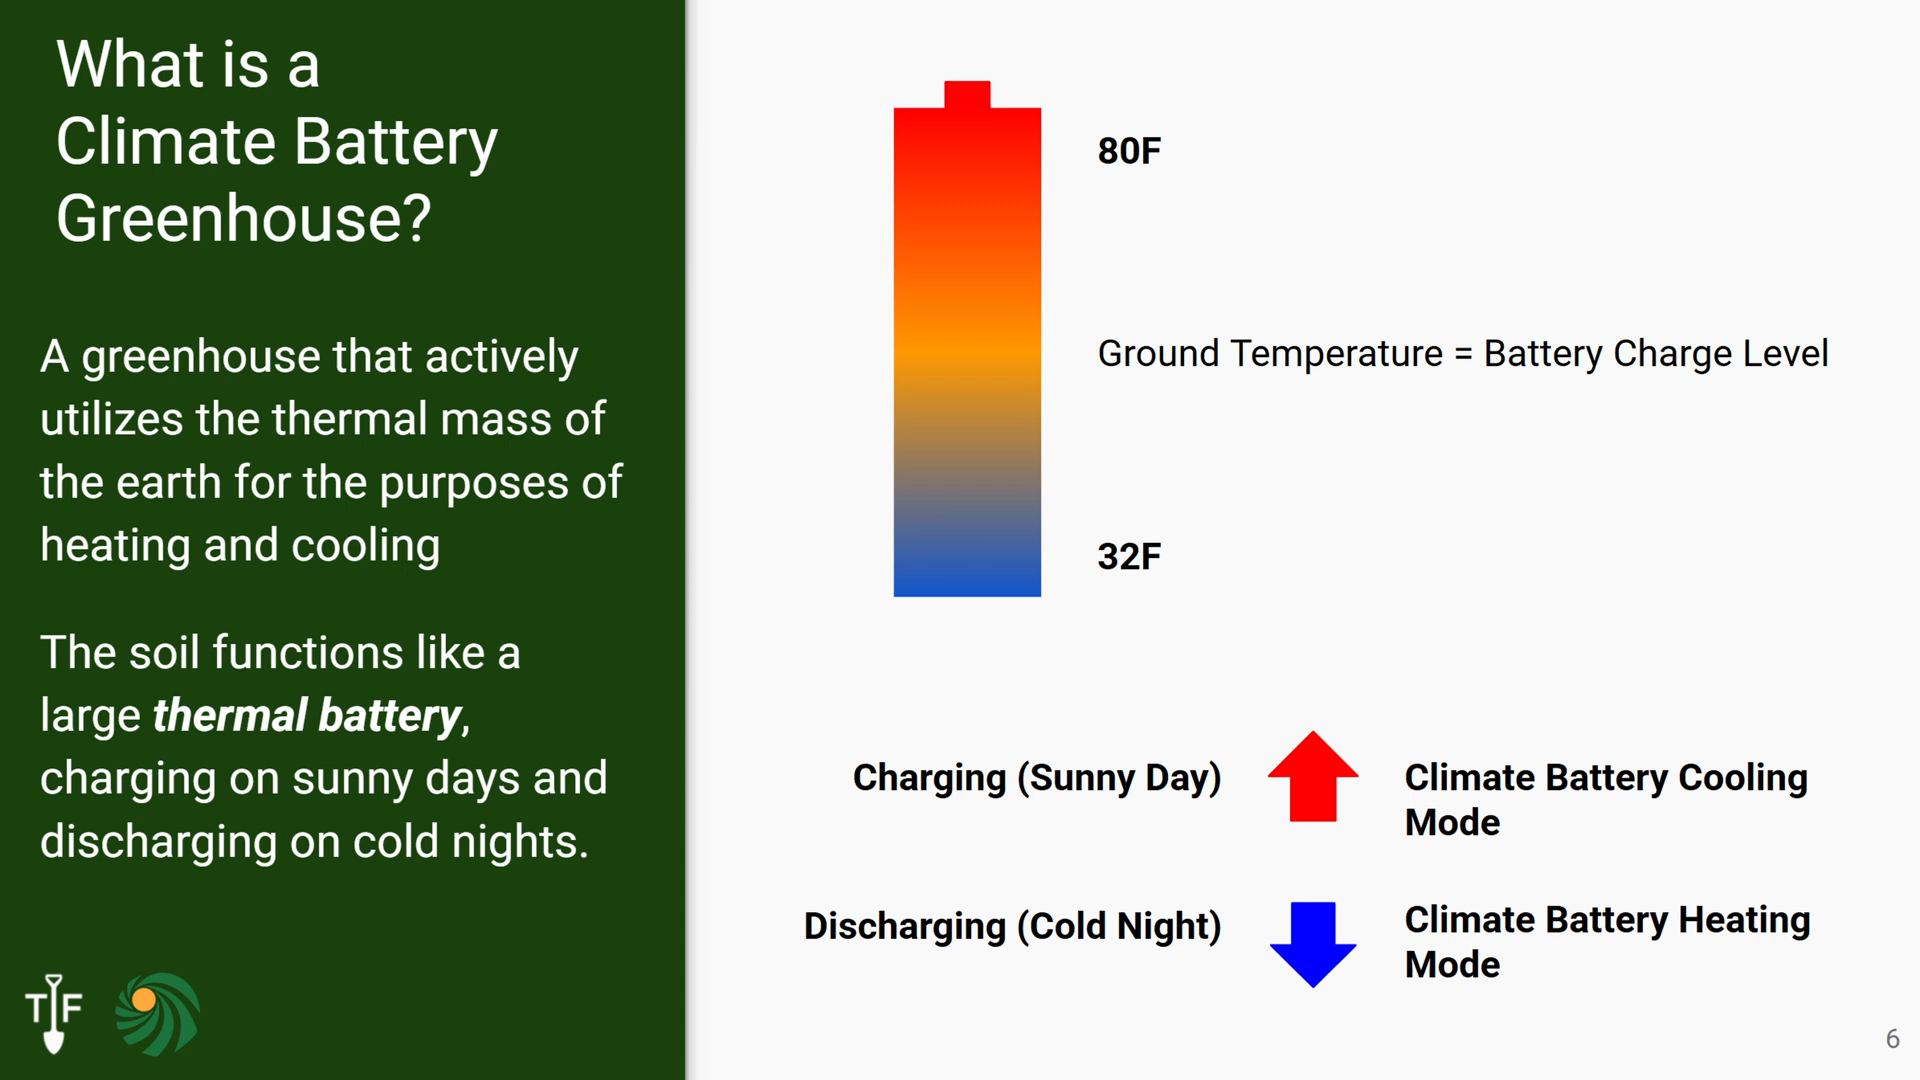 What is a
Climate Battery
Greenhouse?
A greenhouse that actively
utilizes the thermal mass of
the earth for the purposes of
heating and cooling
The soil functions like a
large thermal battery,
charging on sunny days and
discharging on cold nights.
T F
80F
Ground Temperature = Battery Charge Level
32F
Charging (Sunny Day)
Climate Battery Cooling
Mode
Discharging (Cold Night)
Climate Battery Heating
Mode
6